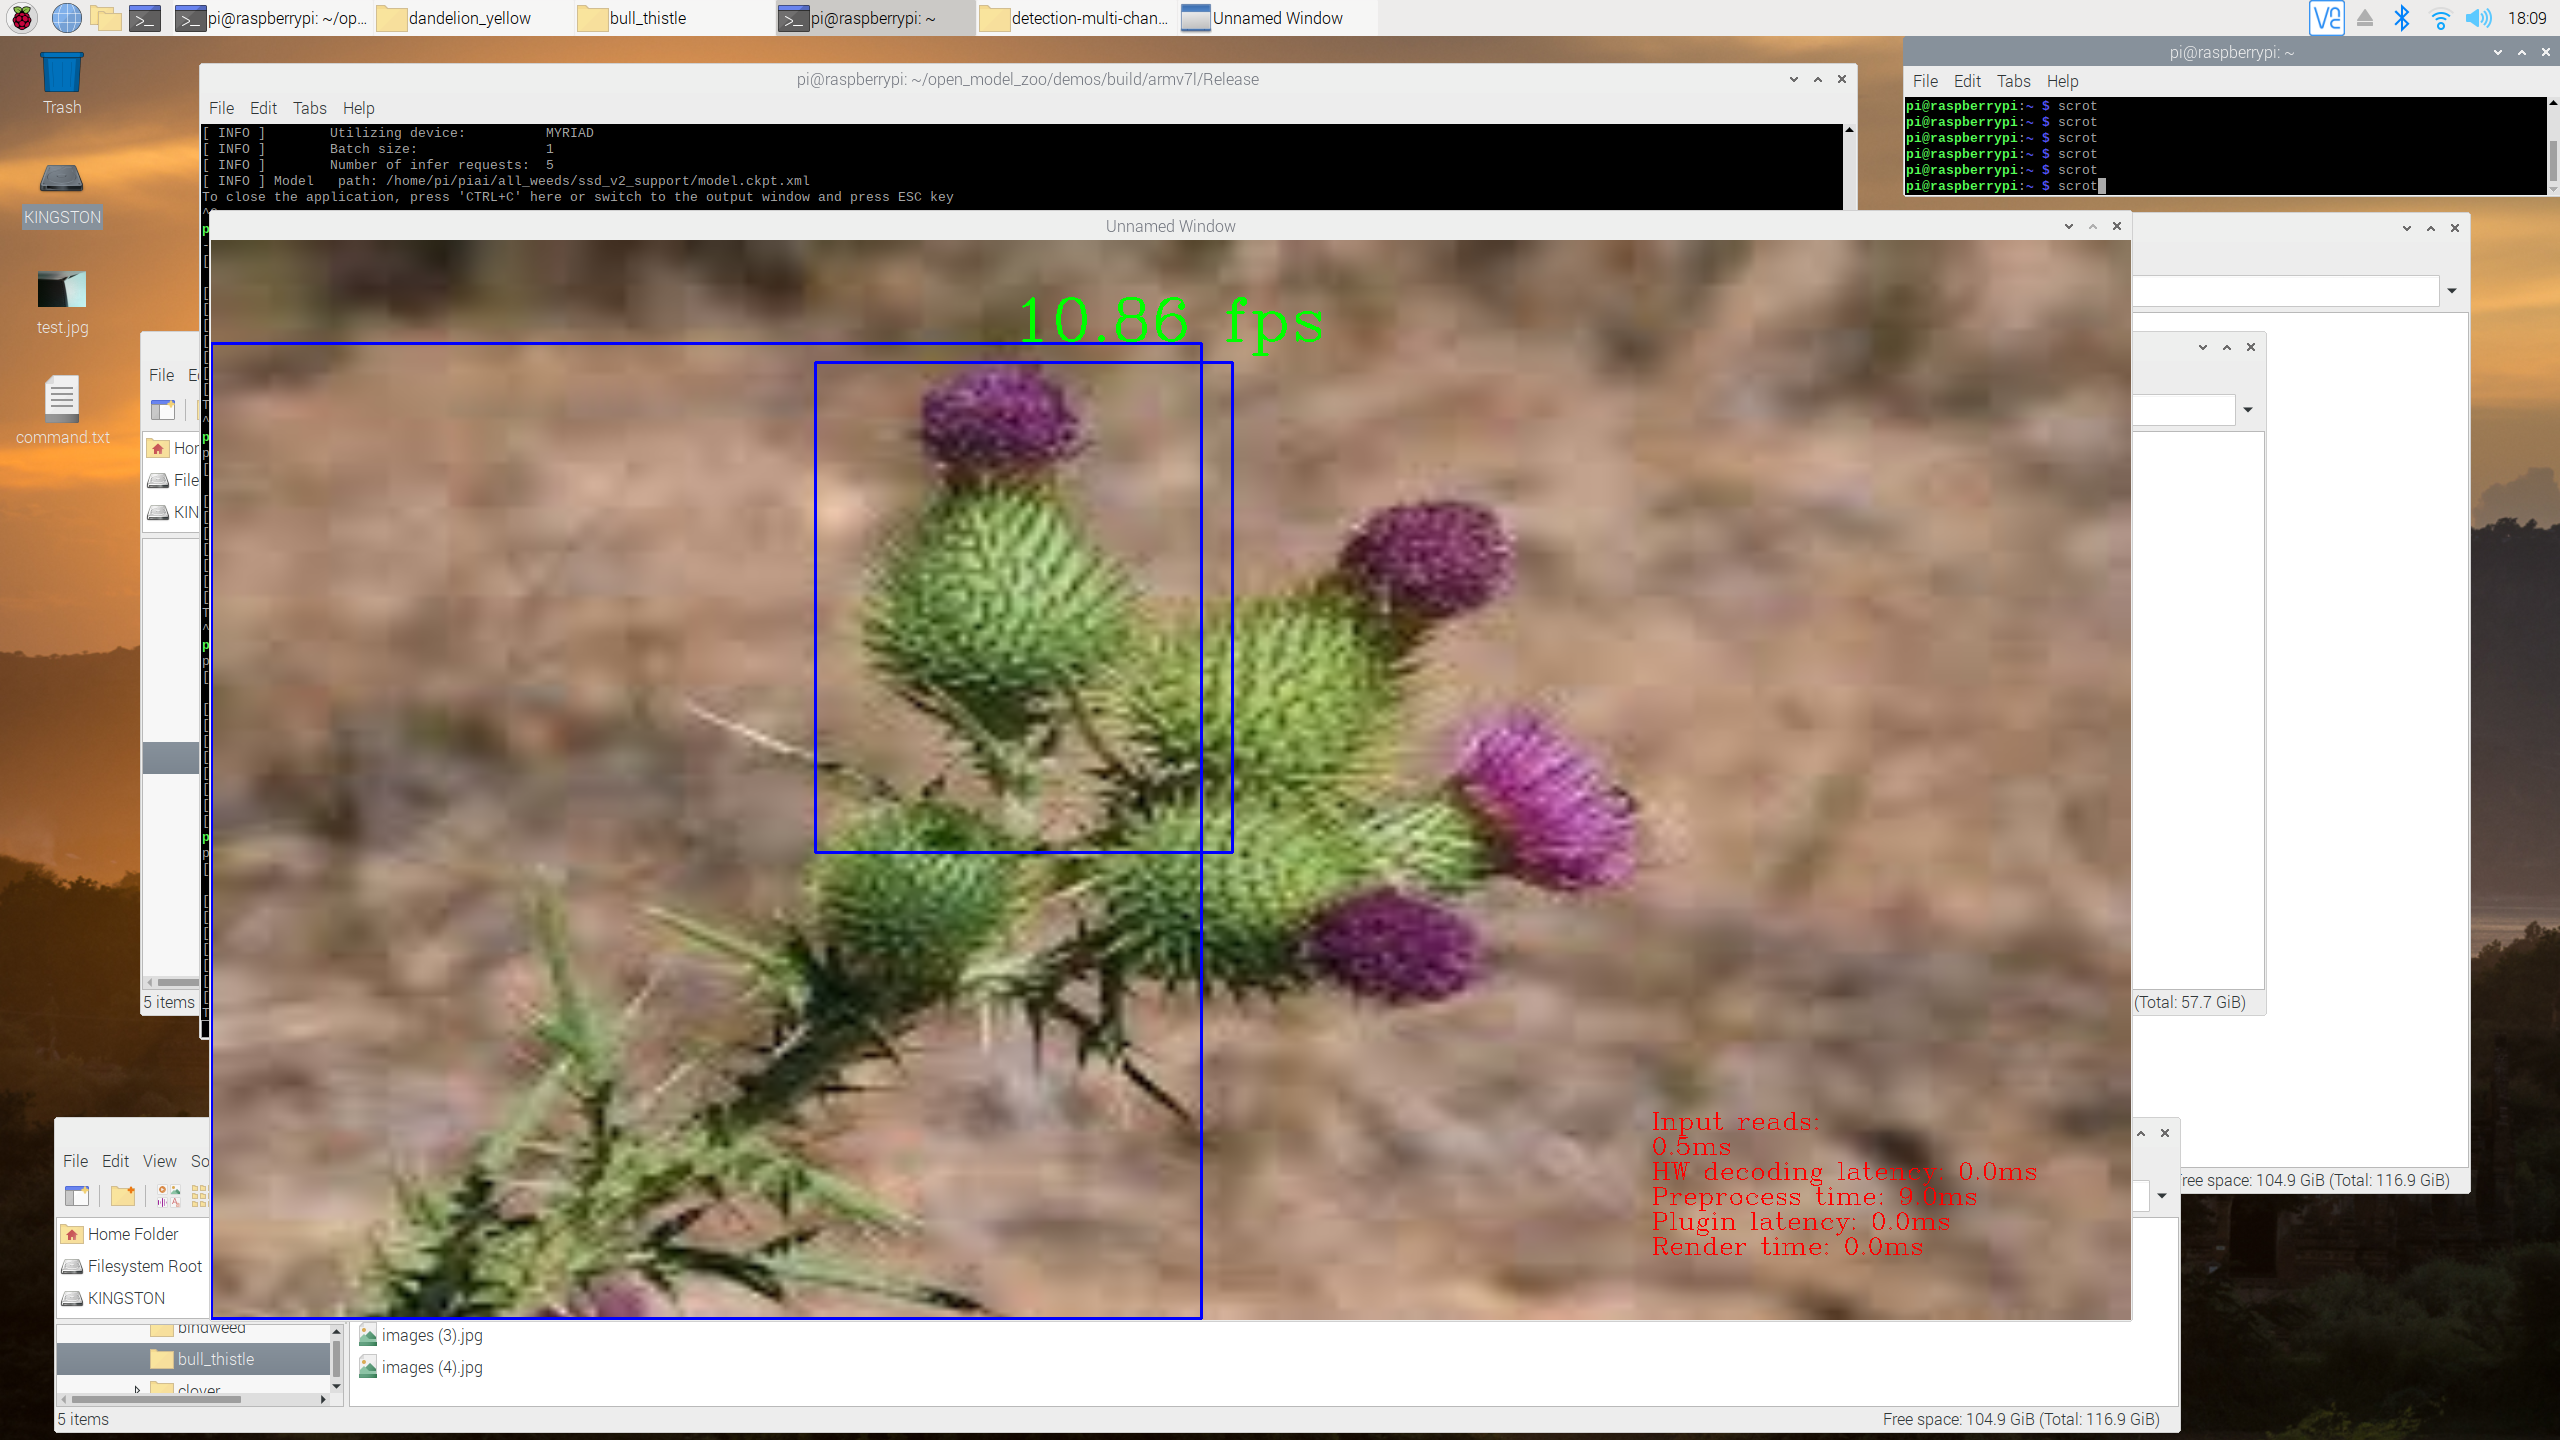 pi@raspberrypi: ~/op...
dandelion_yellow
bull_thistle
pi@raspberrypi: ~
detection-multi-chan...
Unnamed Window
18:09
Trash
KINGSTON
test.jpg
command.txt
pi@raspberrypi: ~/open_model_zoo/demos/build/armv7l/Release
File Edit Tabs Help
[ INFO ] Utilizing device: MYRIAD
[ INFO ] Batch size: 1
[ INFO ] Number of infer requests: 5
[ INFO ] Model path: /home/pi/piai/all_weeds/ssd_v2_support/model.ckpt.xml
To close the application, press 'CTRL+C' here or switch to the output window and press ESC key
pi@raspberrypi: ~
File Edit Tabs Help
pi@raspberrypi:~ $ scrot
pi@raspberrypi:~ $ scrot
pi@raspberrypi:~ $ scrot
pi@raspberrypi:~ $ scrot
pi@raspberrypi:~ $ scrot
pi@raspberrypi:~ $ scrot
Unnamed Window
10.86 fps
Input reads:
0.5ms
HW decoding latency: 0.0ms
Preprocess time: 9.0ms
Plugin latency: 0.0ms
Render time: 0.0ms
File
5 items
(Total: 57.7 GiB)
free space: 104.9 GiB (Total: 116.9 GiB)
File Edit View So
Home Folder
Filesystem Root
KINGSTON
bindweed
bull_thistle
clover
images (3).jpg
images (4).jpg
5 items
Free space: 104.9 GiB (Total: 116.9 GiB)